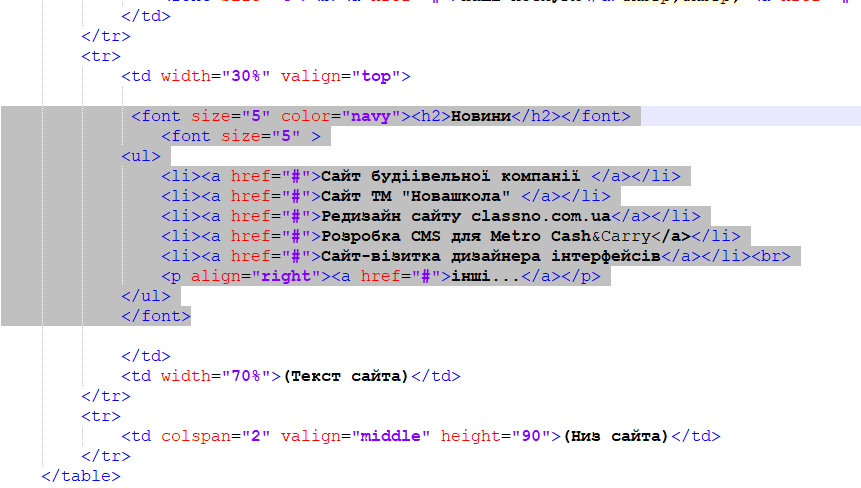 </td>
</tr>
<tr>
<td width="30%" valign="top">
<font size="5" color="navy"><h2>Новини</h2></font>
<font size="5" >
<ul>
<li><a href="#">Сайт будіівельної компанії </a></li>
<li><a href="#">Сайт ТМ "Новашкола" </a></li>
<li><a href="#">Редизайн сайту classno.com.ua</a></li>
<li><a href="#">Розробка CMS для Metro Cash&Carry</a></li>
<li><a href="#">Сайт-візитка дизайнера інтерфейсів</a></li><br>
<p align="right"><a href="#">інші...</a></p>
</ul>
</font>
</td>
<td width="70%">(Текст сайта)</td>
</tr>
<tr>
<td colspan="2" valign="middle" height="90">(Низ сайта)</td>
</tr>
</table>